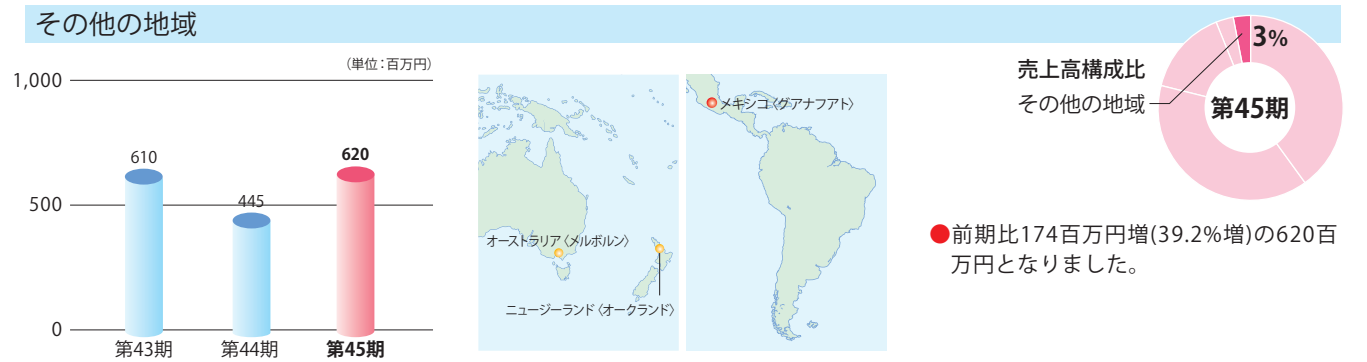 その他の地域
(単位:百万円)
1,000
500
0
610
445
620
第43期
第44期
第45期
オーストラリア〈メルボルン〉
ニュージーランド〈オークランド〉
メキシコ〈グアナフアト〉
3%
売上高構成比
その他の地域
第45期
●前期比174百万円増(39.2%増)の620百
万円となりました。